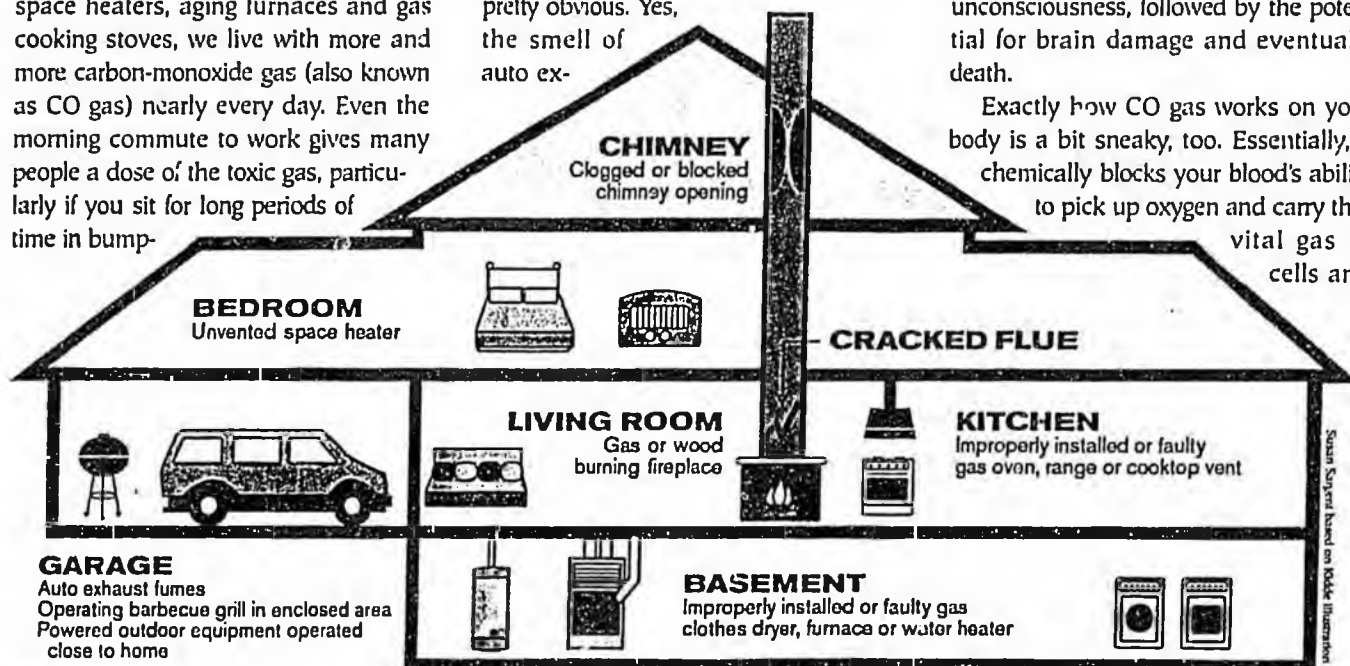 space heaters, aging furnaces and gas
cooking stoves, we live with more and
more carbon-monoxide gas (also known
as CO gas) nearly every day. Even the
morning commute to work gives many
people a dose of the toxic gas, particu-
larly if you sit for long periods of
time in bump-
pretty obvious. Yes,
the smell of
auto ex-
unconsciousness, followed by the pote
tial for brain damage and eventual
death.
Exactly how CO gas works on yo
body is a bit sneaky, too. Essentially,
chemically blocks your blood's abili
to pick up oxygen and carry th
vital gas
cells an
CHIMNEY
Clogged or blocked
chimney opening
BEDROOM
Unvented space heater
CRACKED FLUE
LIVING ROOM
Gas or wood
burning fireplace
KITCHEN
Improperly installed or faulty
gas oven, range or cooktop vent
GARAGE
Auto exhaust fumes
Operating barbecue grill in enclosed area
Powered outdoor equipment operated
close to home
BASEMENT
Improperly installed or faulty gas
clothes dryer, furnace or water heater
Susan based on Kidde